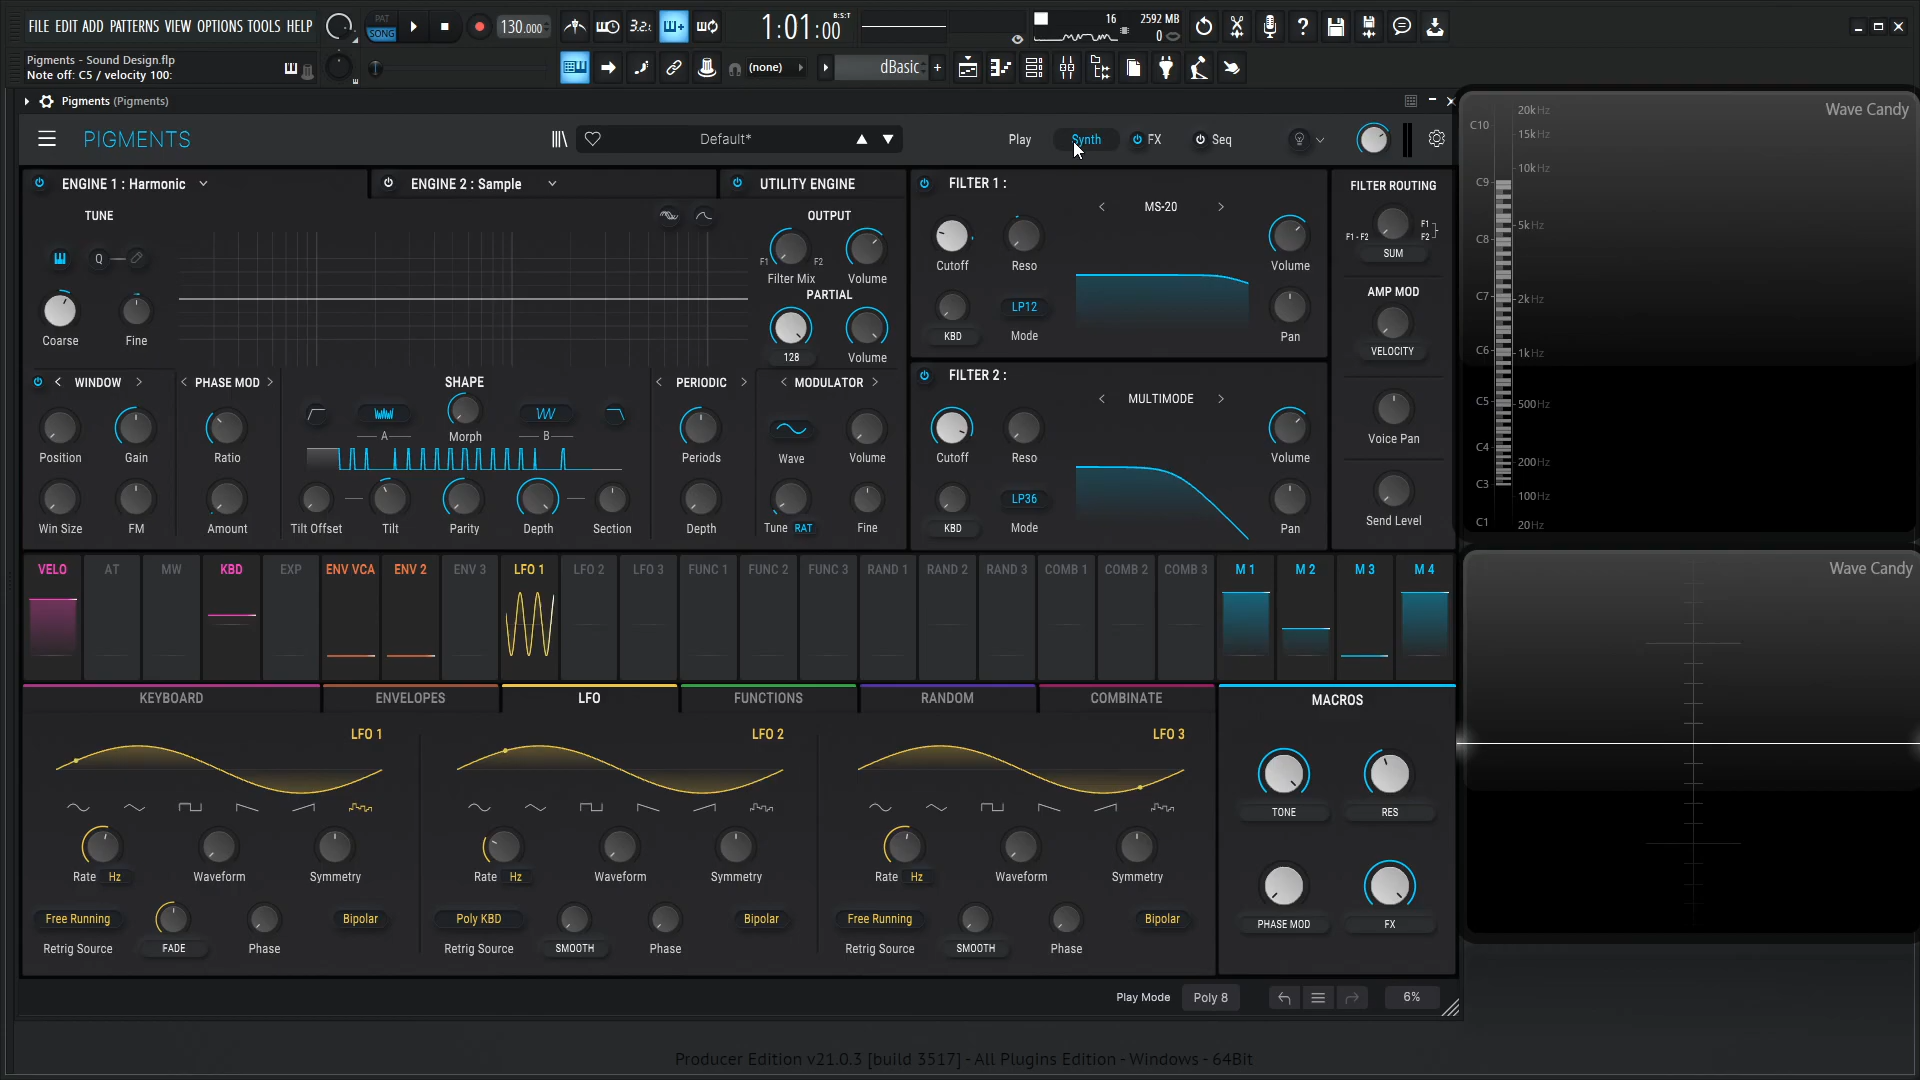 FILE EDIT ADD PATTERNS VIEW OPTIONS TOOLS HELP
PAT
SONG
130.000
3.2.
1:01:00
B:S:T
16
2592 MB
0
Pigments - Sound Design.flp
Note off: C5 / velocity 100:
(none)
dBasic
Pigments (Pigments)
PIGMENTS
Default*
Play
Synth
FX
Seq
ENGINE 1 : Harmonic
ENGINE 2 : Sample
UTILITY ENGINE
TUNE
OUTPUT
Q
F1
F2
Filter Mix
Volume
PARTIAL
Coarse
Fine
128
Volume
WINDOW
PHASE MOD
SHAPE
PERIODIC
MODULATOR
A
Morph
B
Position
Gain
Ratio
Periods
Wave
Volume
Win Size
FM
Amount
Tilt Offset
Tilt
Parity
Depth
Section
Depth
Tune
RAT
Fine
FILTER 1 :
MS-20
Cutoff
Reso
Volume
KBD
LP12
Mode
Pan
FILTER 2 :
MULTIMODE
Cutoff
Reso
Volume
KBD
LP36
Mode
Pan
FILTER ROUTING
F1 - F2
F1
F2
SUM
AMP MOD
VELOCITY
Voice Pan
Send Level
VELO
AT
MW
KBD
EXP
ENV VCA
ENV 2
ENV 3
LFO 1
LFO 2
LFO 3
FUNC 1
FUNC 2
FUNC 3
RAND 1
RAND 2
RAND 3
COMB 1
COMB 2
COMB 3
M 1
M 2
M 3
M 4
KEYBOARD
ENVELOPES
LFO
FUNCTIONS
RANDOM
COMBINATE
MACROS
LFO 1
Rate
Hz
Waveform
Symmetry
Free Running
Bipolar
Retrig Source
FADE
Phase
LFO 2
Rate
Hz
Waveform
Symmetry
Poly KBD
Bipolar
Retrig Source
SMOOTH
Phase
LFO 3
Rate
Hz
Waveform
Symmetry
Free Running
Bipolar
Retrig Source
SMOOTH
Phase
TONE
RES
PHASE MOD
FX
Play Mode
Poly 8
6%
Wave Candy
C10
20kHz
15kHz
10kHz
C9
5kHz
C8
C7
2kHz
C6
1kHz
C5
500Hz
C4
200Hz
C3
100Hz
C1
20Hz
Wave Candy
Producer Edition v21.0.3 [build 3517] - All Plugins Edition - Windows - 64Bit